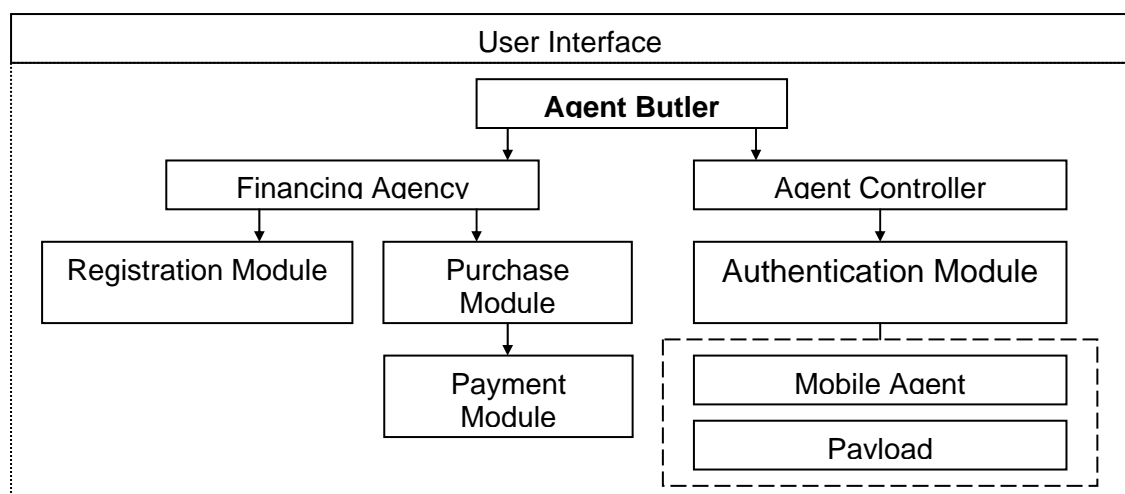 User Interface
Agent Butler
Financing Agency
Agent Controller
Registration Module
Purchase
Module
Authentication Module
Payment
Module
Mobile Agent
Payload